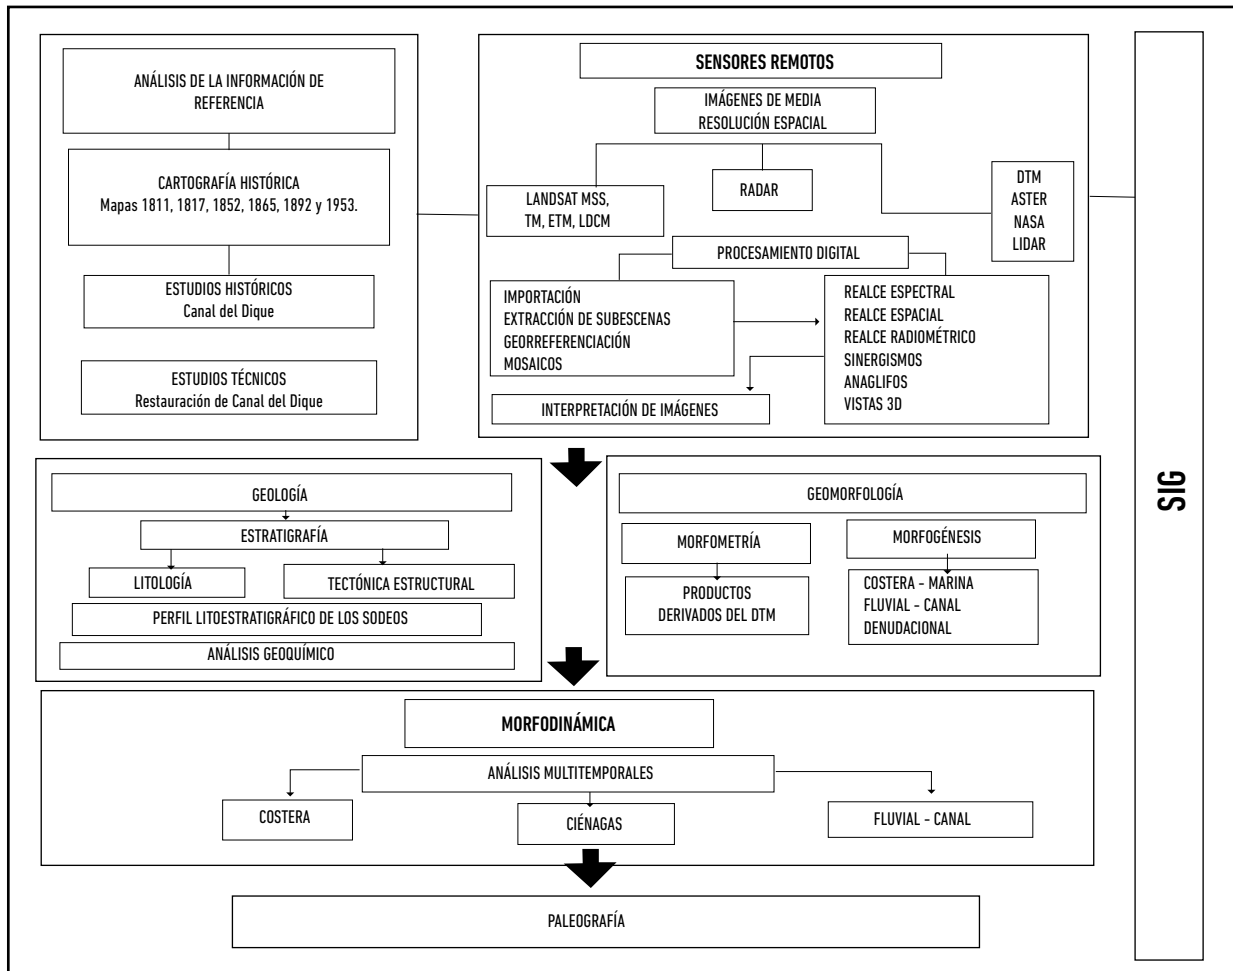 ANÁLISIS DE LA INFORMACIÓN DE
REFERENCIA
CARTOGRAFÍA HISTÓRICA
Mapas 1811, 1817, 1852, 1865, 1892 y 1953.
ESTUDIOS HISTÓRICOS
Canal del Dique
ESTUDIOS TÉCNICOS
Restauración de Canal del Dique
SENSORES REMOTOS
IMÁGENES DE MEDIA
RESOLUCIÓN ESPACIAL
LANDSAT MSS,
TM, ETM, LDCM
RADAR
DTM
ASTER
NASA
LIDAR
PROCESAMIENTO DIGITAL
IMPORTACIÓN
EXTRACCIÓN DE SUBESCENAS
GEORREFERENCIACIÓN
MOSAICOS
REALCE ESPECTRAL
REALCE ESPACIAL
REALCE RADIOMÉTRICO
SINERGISMOS
ANAGLIFOS
VISTAS 3D
INTERPRETACIÓN DE IMÁGENES
SIG
GEOLOGÍA
ESTRATIGRAFÍA
LITOLOGÍA
TECTÓNICA ESTRUCTURAL
PERFIL LITOESTRATIGRÁFICO DE LOS SODEOS
ANÁLISIS GEOQUÍMICO
GEOMORFOLOGÍA
MORFOMETRÍA
PRODUCTOS
DERIVADOS DEL DTM
MORFOGÉNESIS
COSTERA - MARINA
FLUVIAL - CANAL
DENUDACIONAL
MORFODINÁMICA
ANÁLISIS MULTITEMPORALES
COSTERA
CIÉNAGAS
FLUVIAL - CANAL
PALEOGRAFÍA